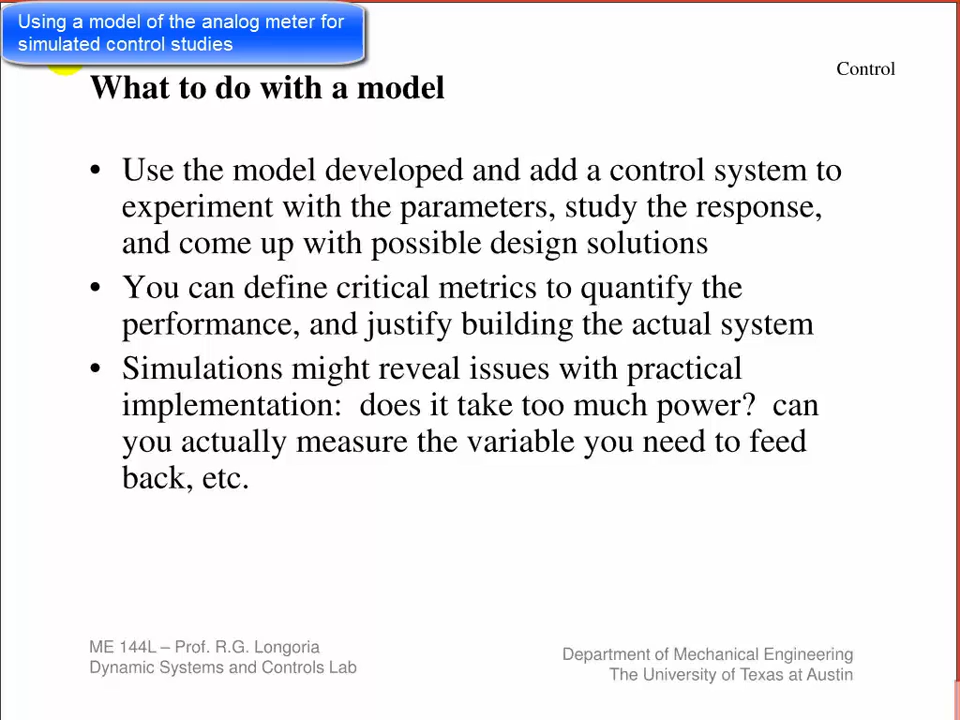 Using a model of the analog meter for
simulated control studies
Control
What to do with a model
• Use the model developed and add a control system to
experiment with the parameters, study the response,
and come up with possible design solutions
• You can define critical metrics to quantify the
performance, and justify building the actual system
• Simulations might reveal issues with practical
implementation:  does it take too much power?  can
you actually measure the variable you need to feed
back, etc.
ME 144L – Prof. R.G. Longoria
Dynamic Systems and Controls Lab
Department of Mechanical Engineering
The University of Texas at Austin